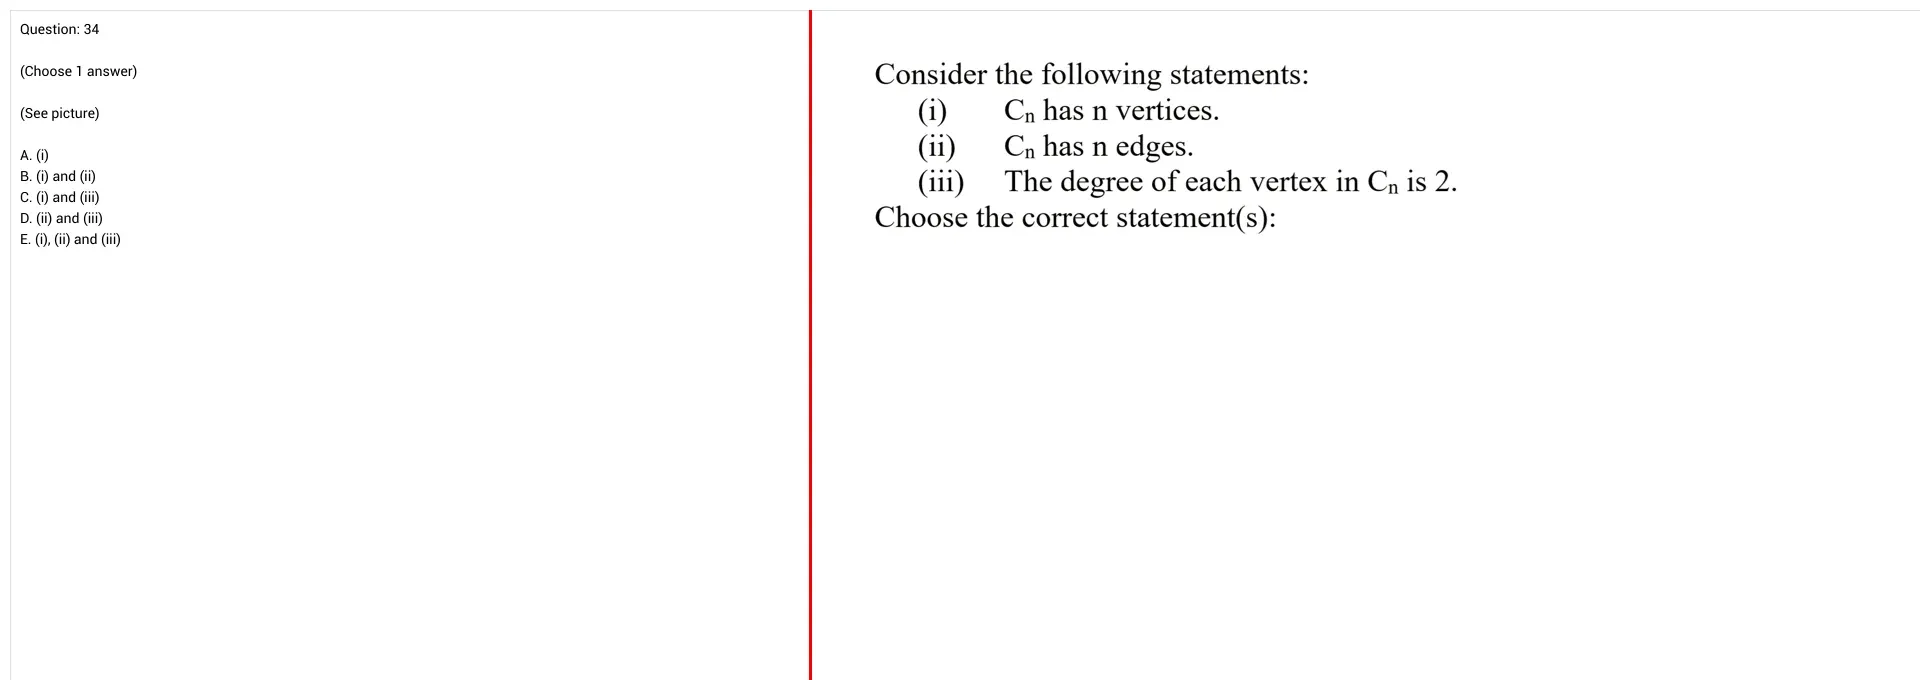 Question: 34
(Choose 1 answer)
(See picture)
A. (i)
B. (i) and (ii)
C. (i) and (iii)
D. (ii) and (iii)
E. (i), (ii) and (iii)
Consider the following statements:
(i) Cn has n vertices.
(ii) Cn has n edges.
(iii) The degree of each vertex in Cn is 2.
Choose the correct statement(s):